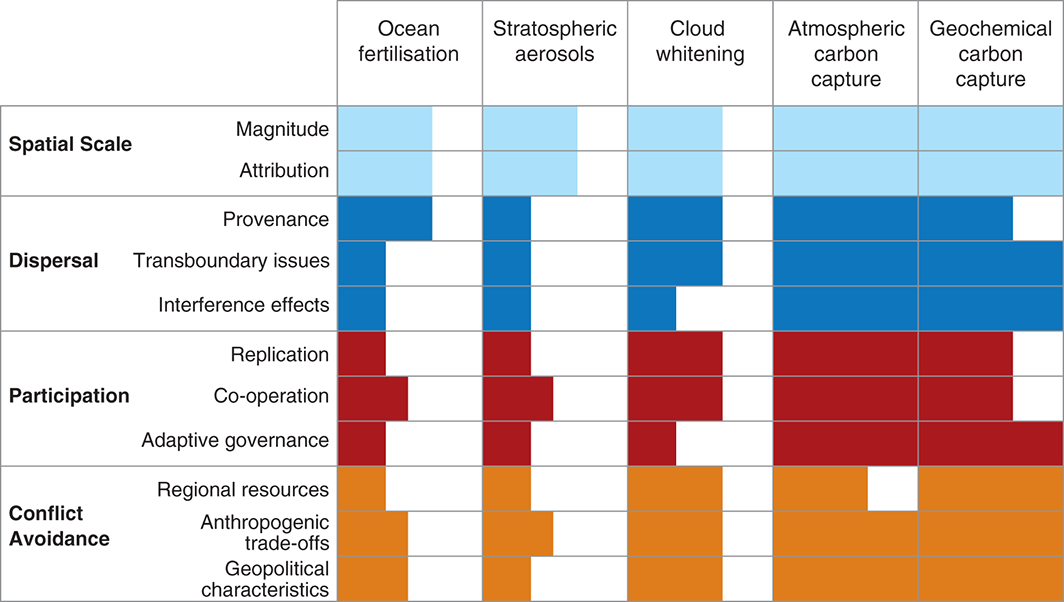 Ocean
fertilisation
Stratospheric
aerosols
Cloud
whitening
Atmospheric
carbon
capture
Geochemical
carbon
capture
Spatial Scale
Magnitude
Attribution
Dispersal
Provenance
Transboundary issues
Interference effects
Participation
Replication
Co-operation
Adaptive governance
Conflict
Avoidance
Regional resources
Anthropogenic
trade-offs
Geopolitical
characteristics